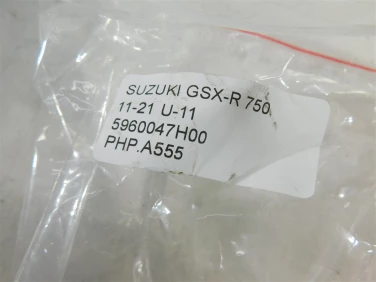 SUZUKI GSX-R 750
11-21 U-11
5960047H00
PHP.A555